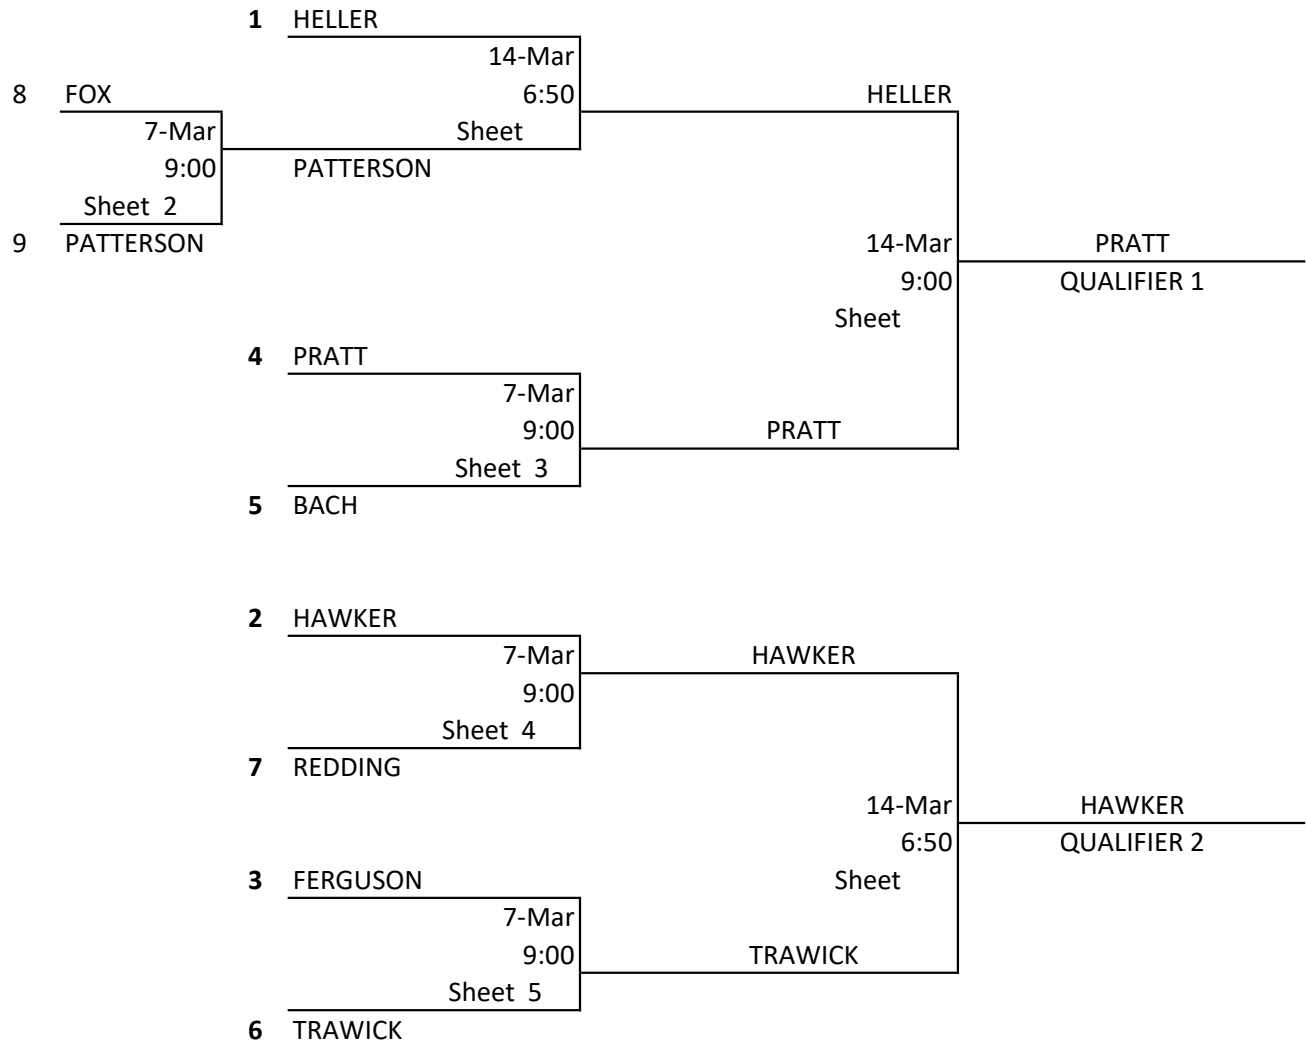 1 HELLER
14-Mar
8 FOX 6:50 HELLER
7-Mar Sheet
9:00 PATTERSON
Sheet 2
9 PATTERSON 14-Mar PRATT
9:00 QUALIFIER 1
Sheet
4 PRATT
7-Mar
9:00 PRATT
Sheet 3
5 BACH
2 HAWKER
7-Mar HAWKER
9:00
Sheet 4
7 REDDING
14-Mar HAWKER
6:50 QUALIFIER 2
3 FERGUSON Sheet
7-Mar
9:00 TRAWICK
Sheet 5
6 TRAWICK